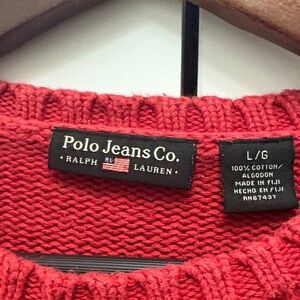 Polo Jeans Co.
• RALPH RL LAUREN •
L/G
100% COTTON/
ALGODON
MADE IN FIJI
HECHO EN FIJI
RN67437